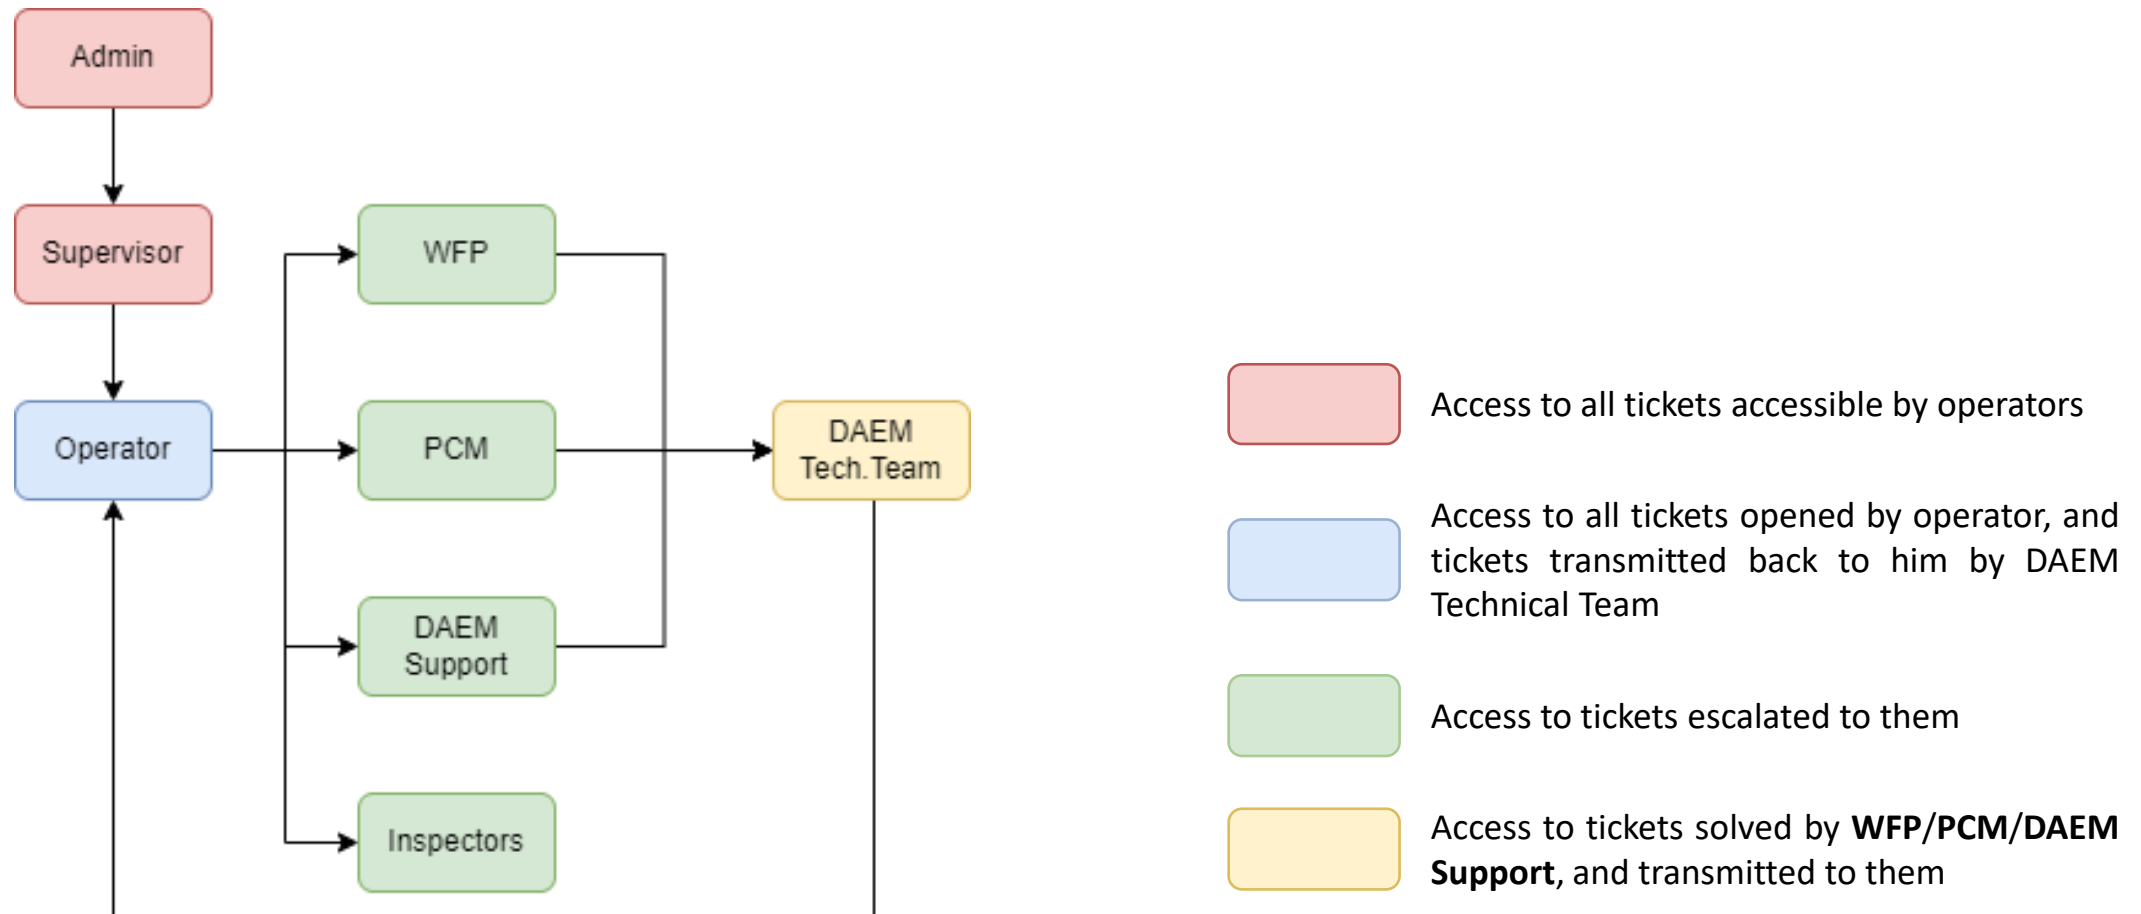 Admin
Supervisor
WFP
Operator
PCM
DAEM
Tech.Team
DAEM
Support
Inspectors
Access to all tickets accessible by operators
Access to all tickets opened by operator, and
tickets transmitted back to him by DAEM
Technical Team
Access to tickets escalated to them
Access to tickets solved by WFP/PCM/DAEM
Support, and transmitted to them